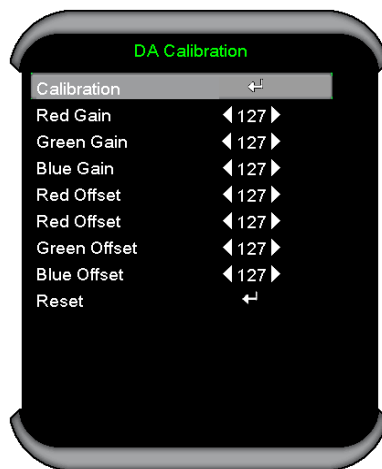 DA Calibration
Calibration
Red Gain 127
Green Gain 127
Blue Gain 127
Red Offset 127
Red Offset 127
Green Offset 127
Blue Offset 127
Reset